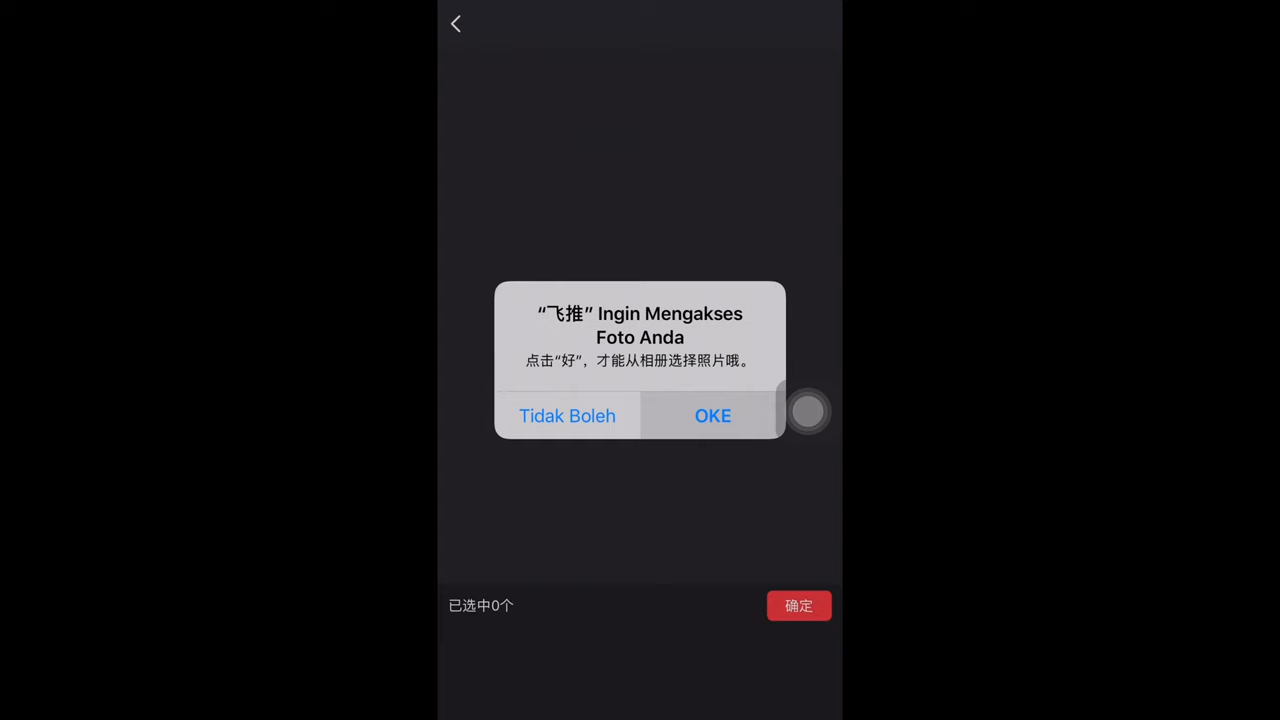 “飞推” Ingin Mengakses
Foto Anda
点击“好”，才能从相册选择照片哦。
Tidak Boleh
OKE
已选中0个
确定